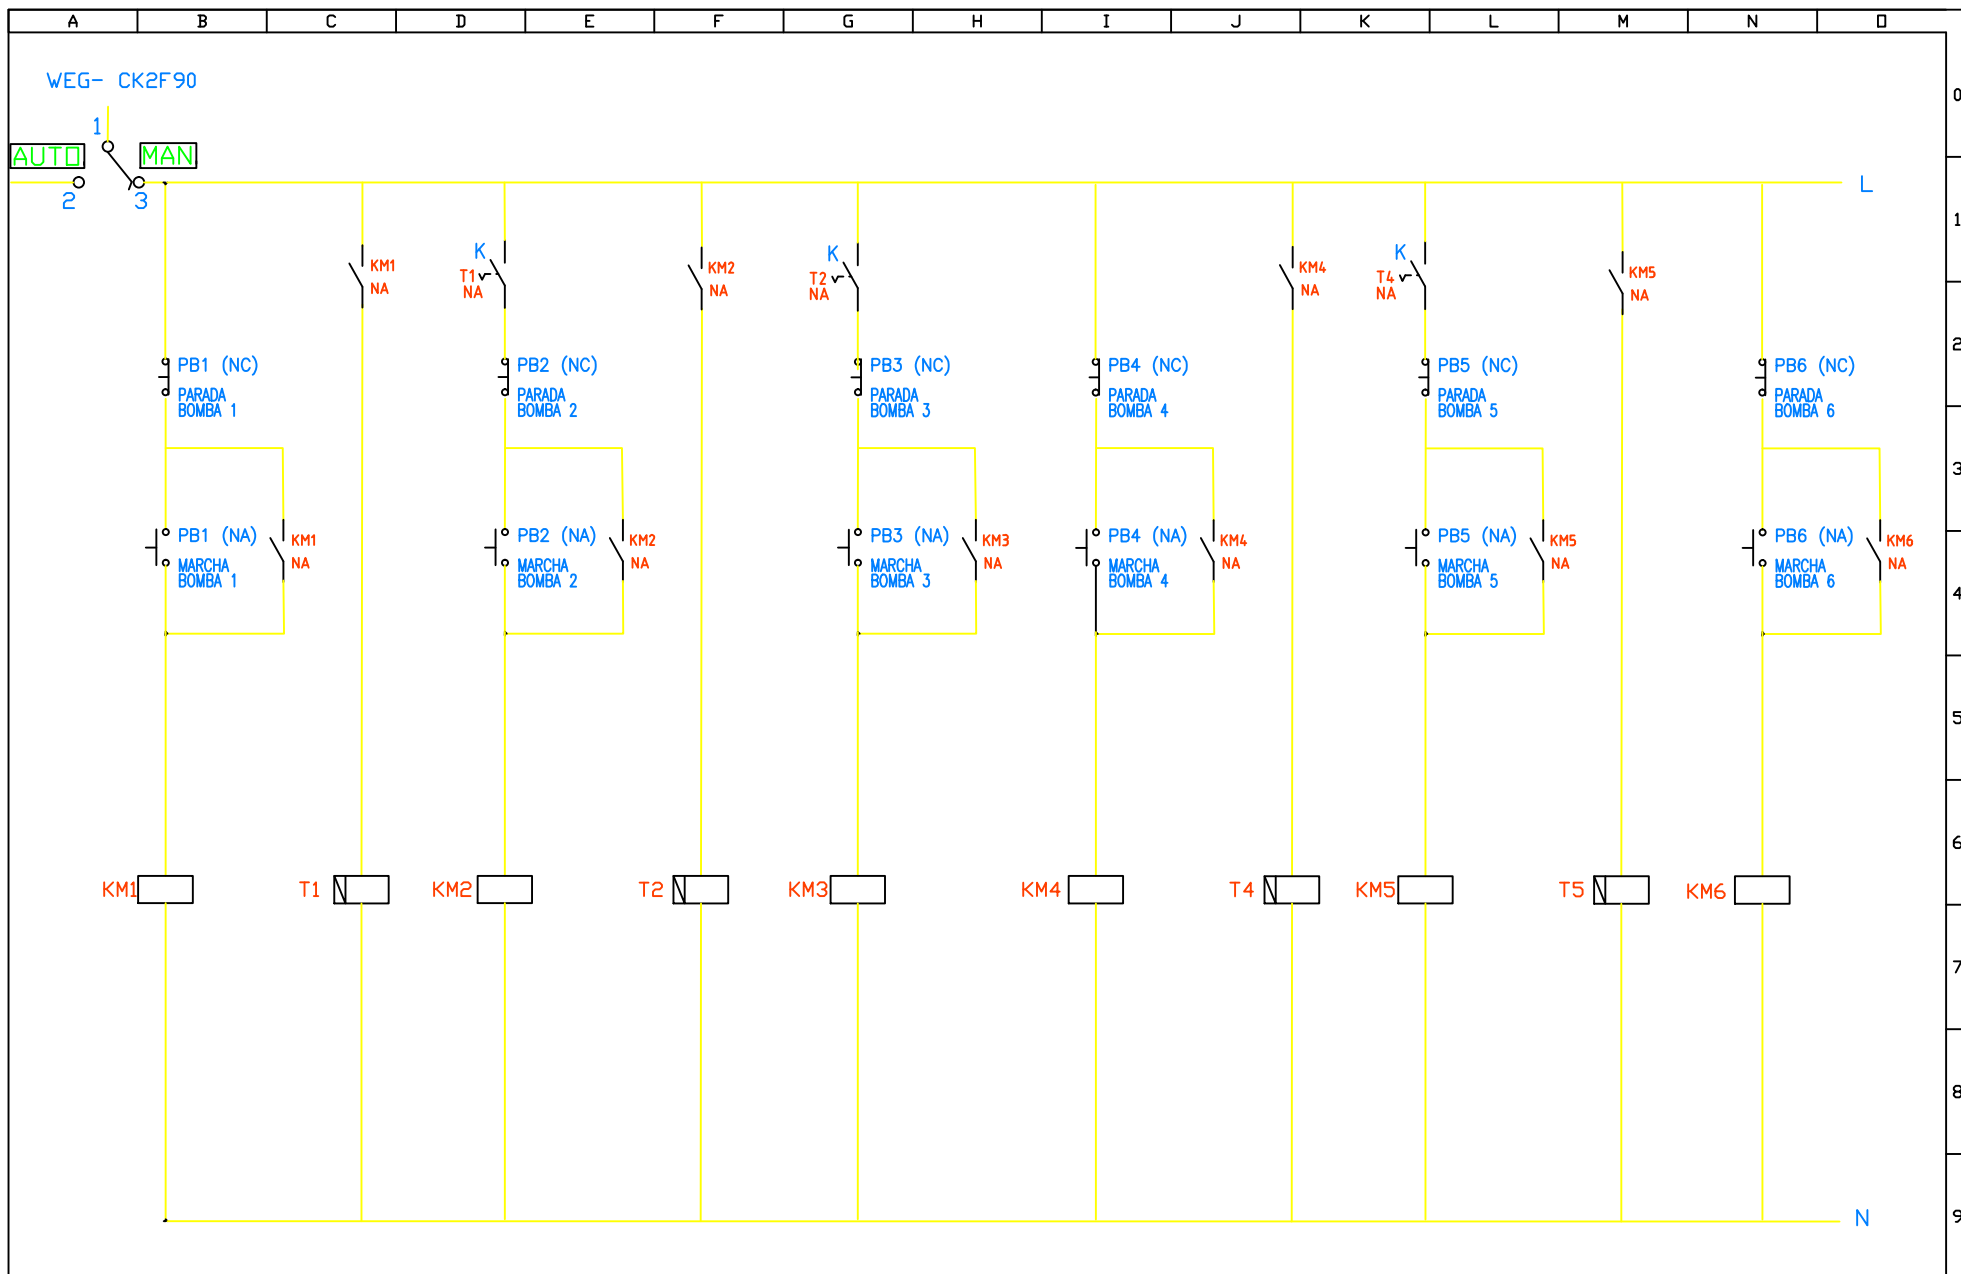 A B C D E F G H I J K L M N O
WEG- CK2F90
0
1
AUTO MAN
2 3
L
1
K K K
KM1 T1 KM2 T2 KM4 T4 KM5
NA NA NA NA NA NA NA
2
PB1 (NC) PB2 (NC) PB3 (NC) PB4 (NC) PB5 (NC) PB6 (NC)
PARADA PARADA PARADA PARADA PARADA PARADA
BOMBA 1 BOMBA 2 BOMBA 3 BOMBA 4 BOMBA 5 BOMBA 6
3
PB1 (NA) KM1 PB2 (NA) KM2 PB3 (NA) KM3 PB4 (NA) KM4 PB5 (NA) KM5 PB6 (NA) KM6
MARCHA NA MARCHA NA MARCHA NA MARCHA NA MARCHA NA MARCHA NA
BOMBA 1 BOMBA 2 BOMBA 3 BOMBA 4 BOMBA 5 BOMBA 6
4
5
6
KM1 T1 KM2 T2 KM3 KM4 T4 KM5 T5 KM6
7
8
N
9